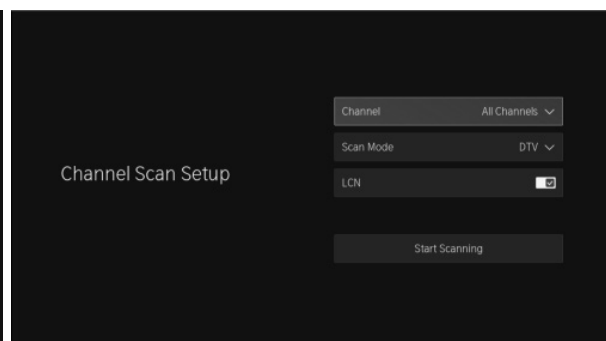 Channel All Channels
Scan Mode DTV
Channel Scan Setup
LCN
Start Scanning